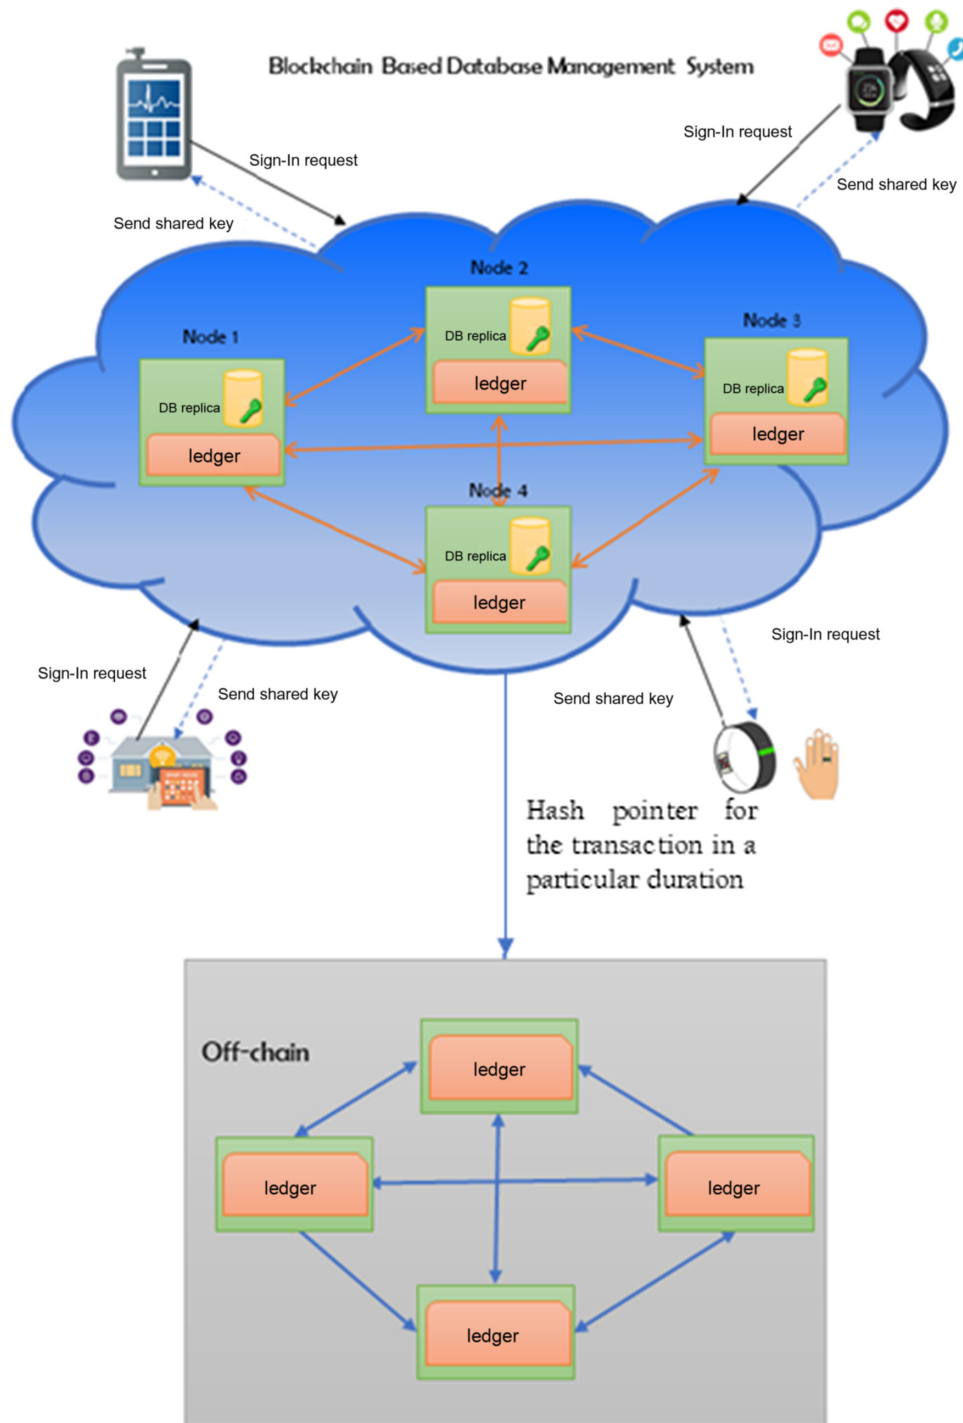 Blockchain Based Database Management System
Sign-In request
Send shared key
Sign-In request
Send shared key
Node 1
DB replica
ledger
Node 2
DB replica
ledger
Node 3
DB replica
ledger
Node 4
DB replica
ledger
Sign-In request
Send shared key
Send shared key
Sign-In request
Hash pointer for
the transaction in a
particular duration
Off-chain
ledger
ledger
ledger
ledger